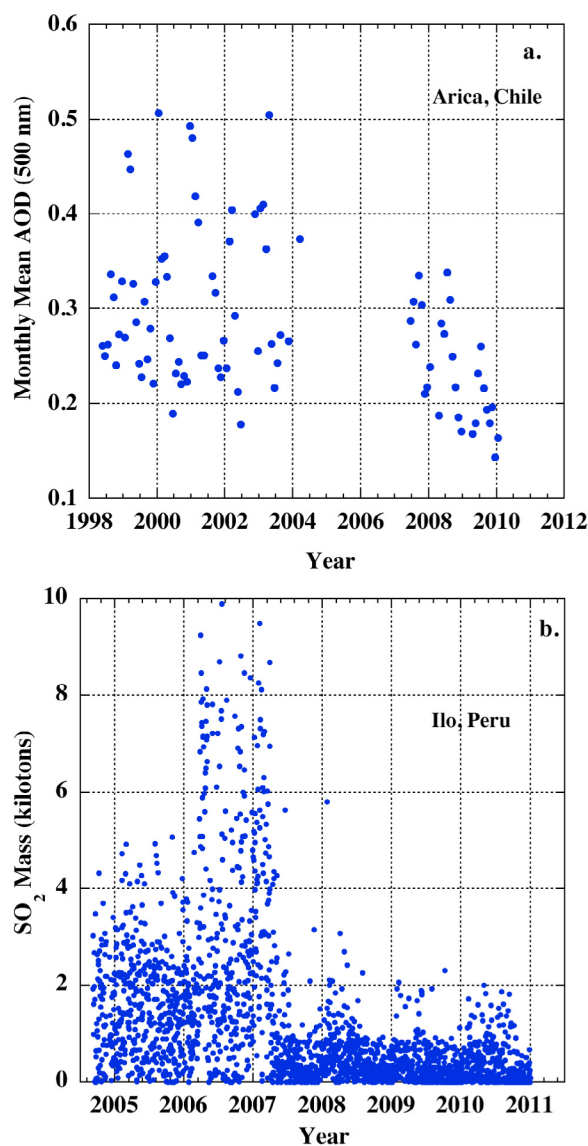 0.6
a.
Arica, Chile
0.5
0.4
0.3
0.2
0.1
Monthly Mean AOD (500 nm)
1998 2000 2002 2004 2006 2008 2010 2012
Year
10
b.
8
Ilo, Peru
6
4
2
0
SO2 Mass (kilotons)
2005 2006 2007 2008 2009 2010 2011
Year